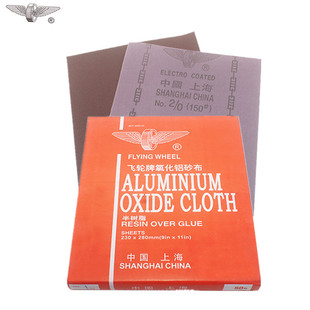 ®
ELECTRO COATED
中國 上海
SHANGHAI CHINA
No. 2/0 (150#)
®
FLYING WHEEL
飞轮牌氧化铝砂布
ALUMINIUM
OXIDE CLOTH
半树脂
RESIN OVER GLUE
SHEETS
230 x 280mm(9in x 11in)
中国 上海
SHANGHAI CHINA